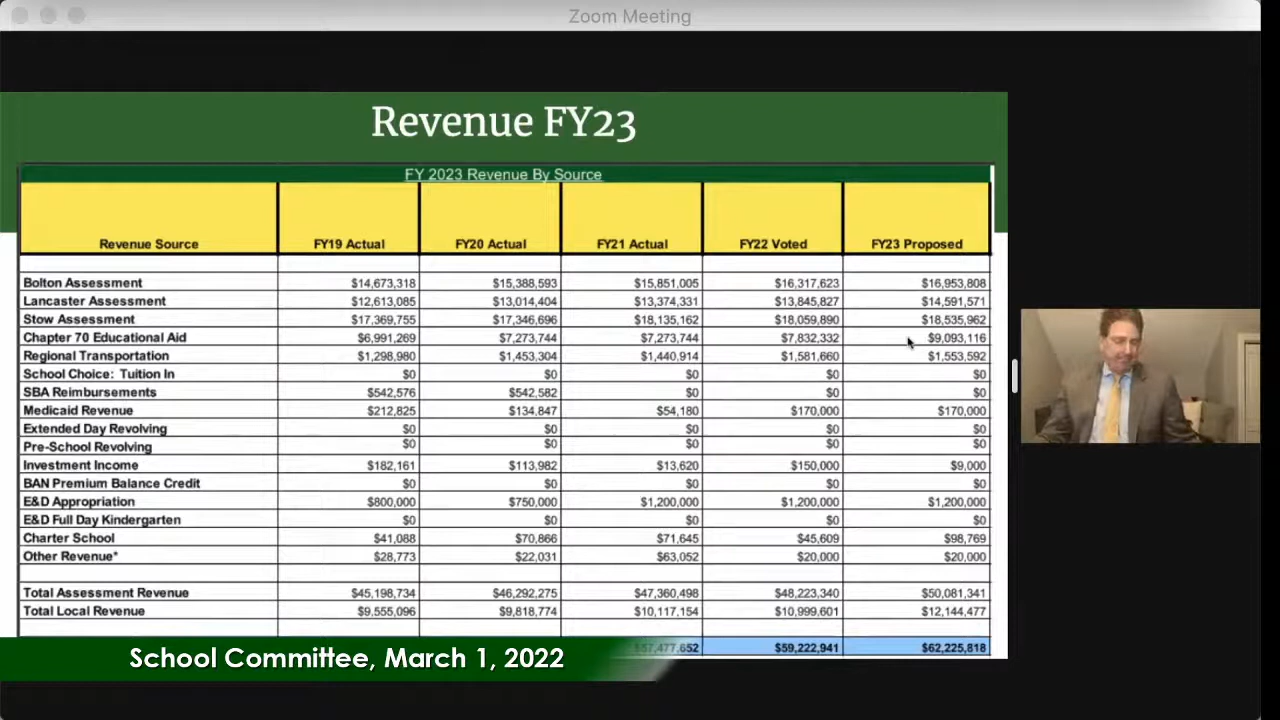 Zoom Meeting
Revenue FY23
FY 2023 Revenue By Source
Revenue Source FY19 Actual FY20 Actual FY21 Actual FY22 Voted FY23 Proposed
Bolton Assessment $14,673,318 $15,388,593 $15,851,005 $16,317,623 $16,953,808
Lancaster Assessment $12,613,085 $13,014,404 $13,374,331 $13,845,827 $14,591,571
Stow Assessment $17,369,755 $17,346,696 $18,135,162 $18,059,890 $18,535,962
Chapter 70 Educational Aid $6,991,269 $7,273,744 $7,273,744 $7,832,332 $9,093,116
Regional Transportation $1,298,980 $1,453,304 $1,440,914 $1,581,660 $1,553,592
School Choice: Tuition In $0 $0 $0 $0 $0
SBA Reimbursements $542,576 $542,582 $0 $0 $0
Medicaid Revenue $212,825 $134,847 $54,180 $170,000 $170,000
Extended Day Revolving $0 $0 $0 $0 $0
Pre-School Revolving $0 $0 $0 $0 $0
Investment Income $182,161 $113,982 $13,620 $150,000 $9,000
BAN Premium Balance Credit $0 $0 $0 $0 $0
E&D Appropriation $800,000 $750,000 $1,200,000 $1,200,000 $1,200,000
E&D Full Day Kindergarten $0 $0 $0 $0 $0
Charter School $41,088 $70,866 $71,645 $45,609 $98,769
Other Revenue* $28,773 $22,031 $63,052 $20,000 $20,000
Total Assessment Revenue $45,198,734 $46,292,275 $47,360,498 $48,223,340 $50,081,341
Total Local Revenue $9,555,096 $9,818,774 $10,117,154 $10,999,601 $12,144,477
$57,477,652 $59,222,941 $62,225,818
School Committee, March 1, 2022